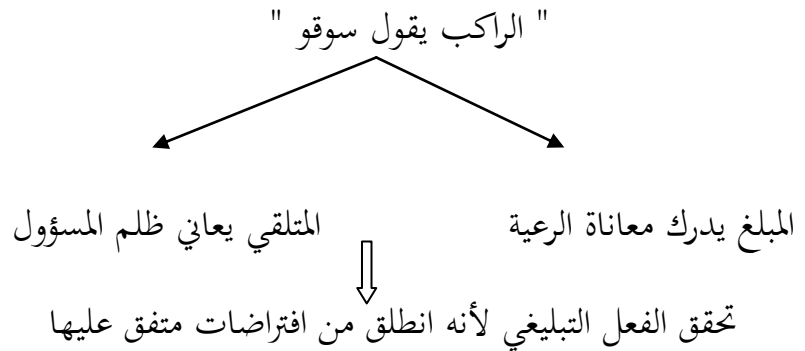 " الراكب يقول سوقو "
المبلغ يدرك معاناة الرعية المتلقي يعاني ظلم المسؤول
تحقق الفعل التبليغي لأنه انطلق من افتراضات متفق عليها